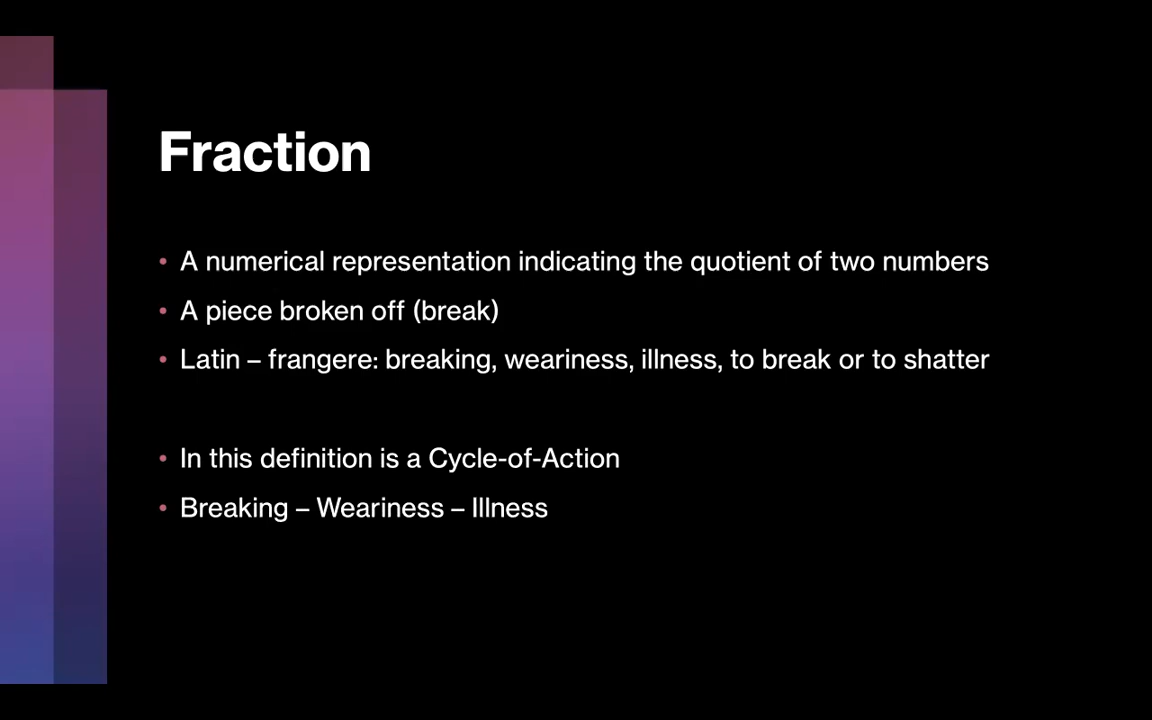 Fraction
• A numerical representation indicating the quotient of two numbers
• A piece broken off (break)
• Latin – frangere: breaking, weariness, illness, to break or to shatter
• In this definition is a Cycle-of-Action
• Breaking – Weariness – Illness